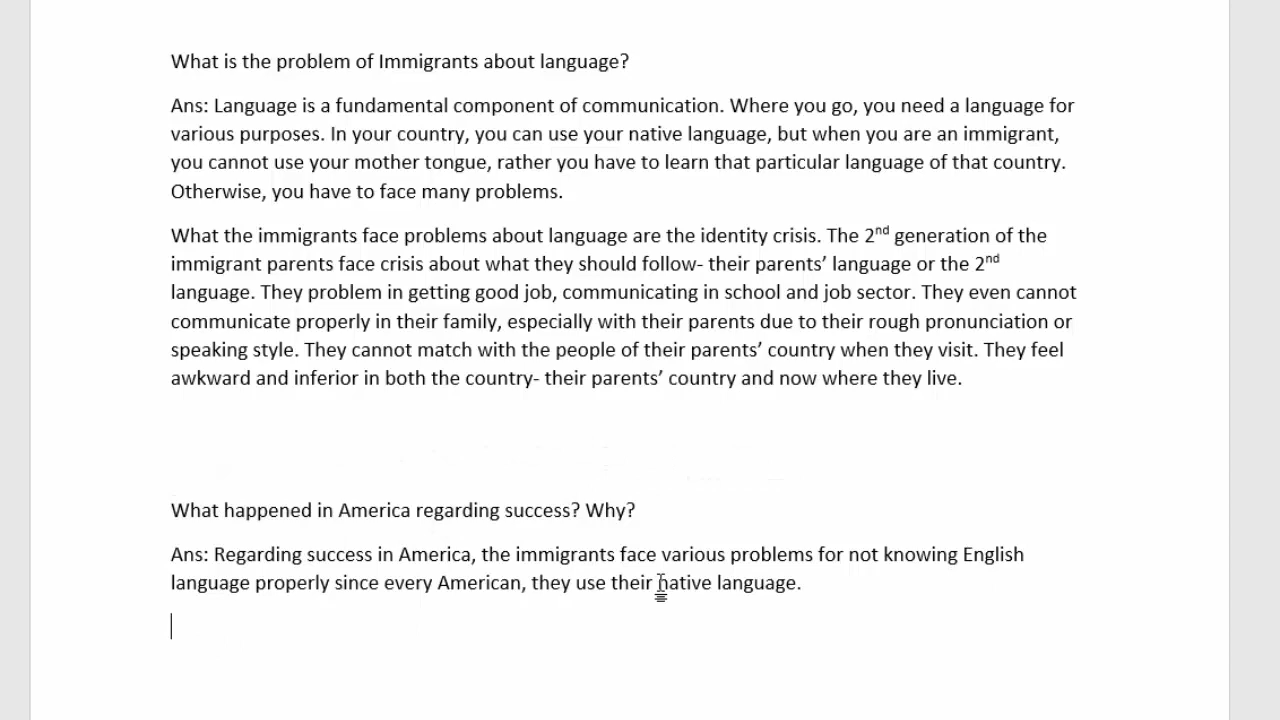 What is the problem of Immigrants about language?
Ans: Language is a fundamental component of communication. Where you go, you need a language for
various purposes. In your country, you can use your native language, but when you are an immigrant,
you cannot use your mother tongue, rather you have to learn that particular language of that country.
Otherwise, you have to face many problems.
What the immigrants face problems about language are the identity crisis. The 2nd generation of the
immigrant parents face crisis about what they should follow- their parents’ language or the 2nd
language. They problem in getting good job, communicating in school and job sector. They even cannot
communicate properly in their family, especially with their parents due to their rough pronunciation or
speaking style. They cannot match with the people of their parents’ country when they visit. They feel
awkward and inferior in both the country- their parents’ country and now where they live.
What happened in America regarding success? Why?
Ans: Regarding success in America, the immigrants face various problems for not knowing English
language properly since every American, they use their native language.